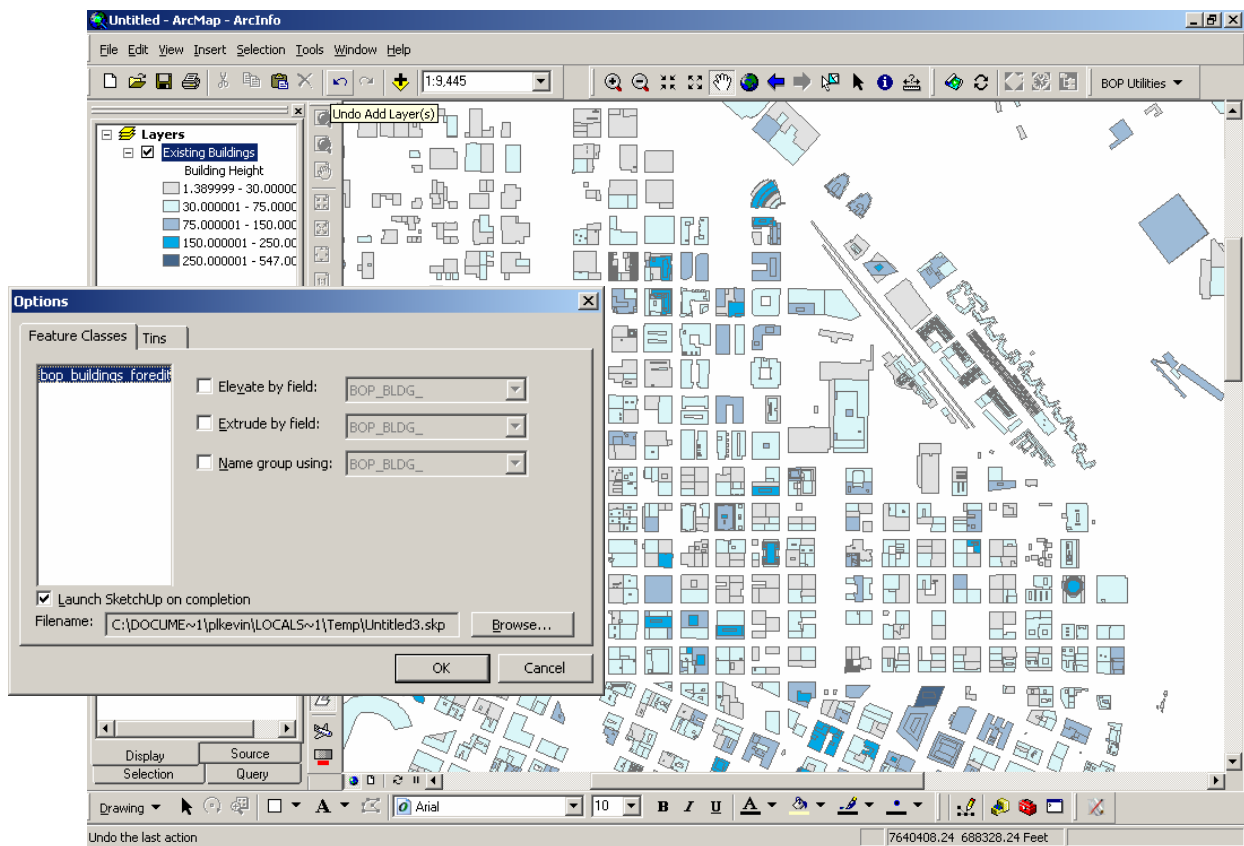 Untitled - ArcMap - ArcInfo
File Edit View Insert Selection Tools Window Help
1:9,445
BOP Utilities
Undo Add Layer(s)
Layers
Existing Buildings
Building Height
1.389999 - 30.0000
30.000001 - 75.000
75.000001 - 150.00
150.000001 - 250.0
250.000001 - 547.0
Options
Feature Classes Tins
bop_buildings_foredit
Elevate by field: BOP_BLDG_
Extrude by field: BOP_BLDG_
Name group using: BOP_BLDG_
Launch SketchUp on completion
Filename: C:\DOCUME~1\plkevin\LOCALS~1\Temp\Untitled3.skp Browse...
OK Cancel
Display Source
Selection Query
Drawing A Arial 10 B I U A
Undo the last action
7640408.24 688328.24 Feet